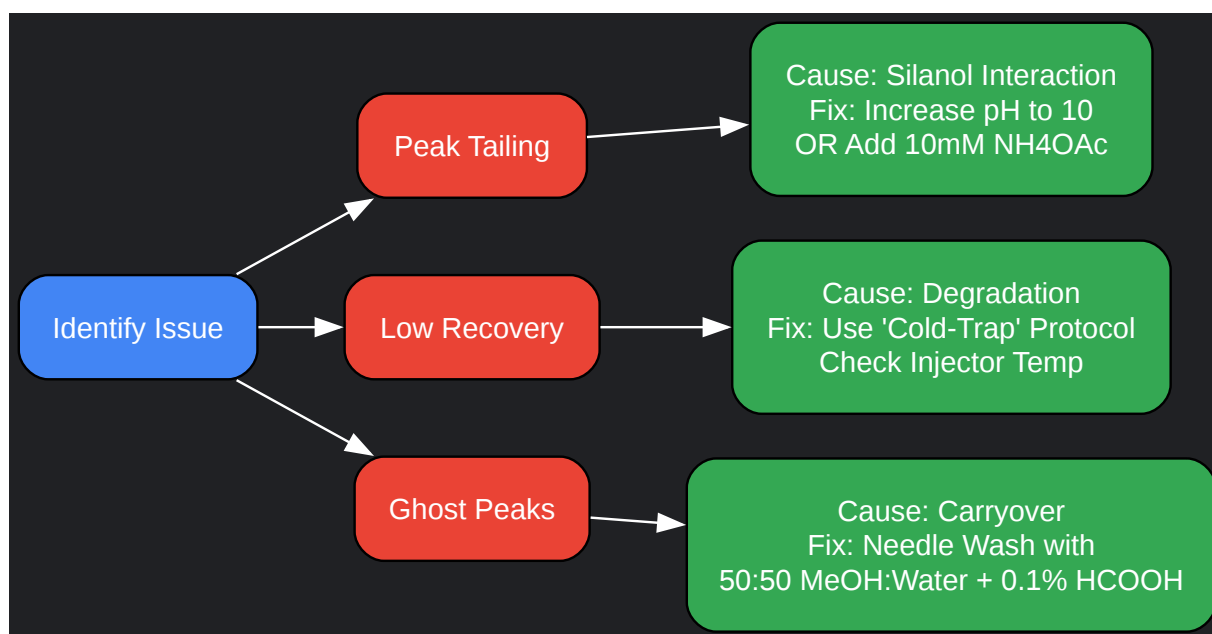 Identify Issue
Peak Tailing
Cause: Silanol Interaction
Fix: Increase pH to 10
OR Add 10mM NH4OAc
Low Recovery
Cause: Degradation
Fix: Use 'Cold-Trap' Protocol
Check Injector Temp
Ghost Peaks
Cause: Carryover
Fix: Needle Wash with
50:50 MeOH:Water + 0.1% HCOOH